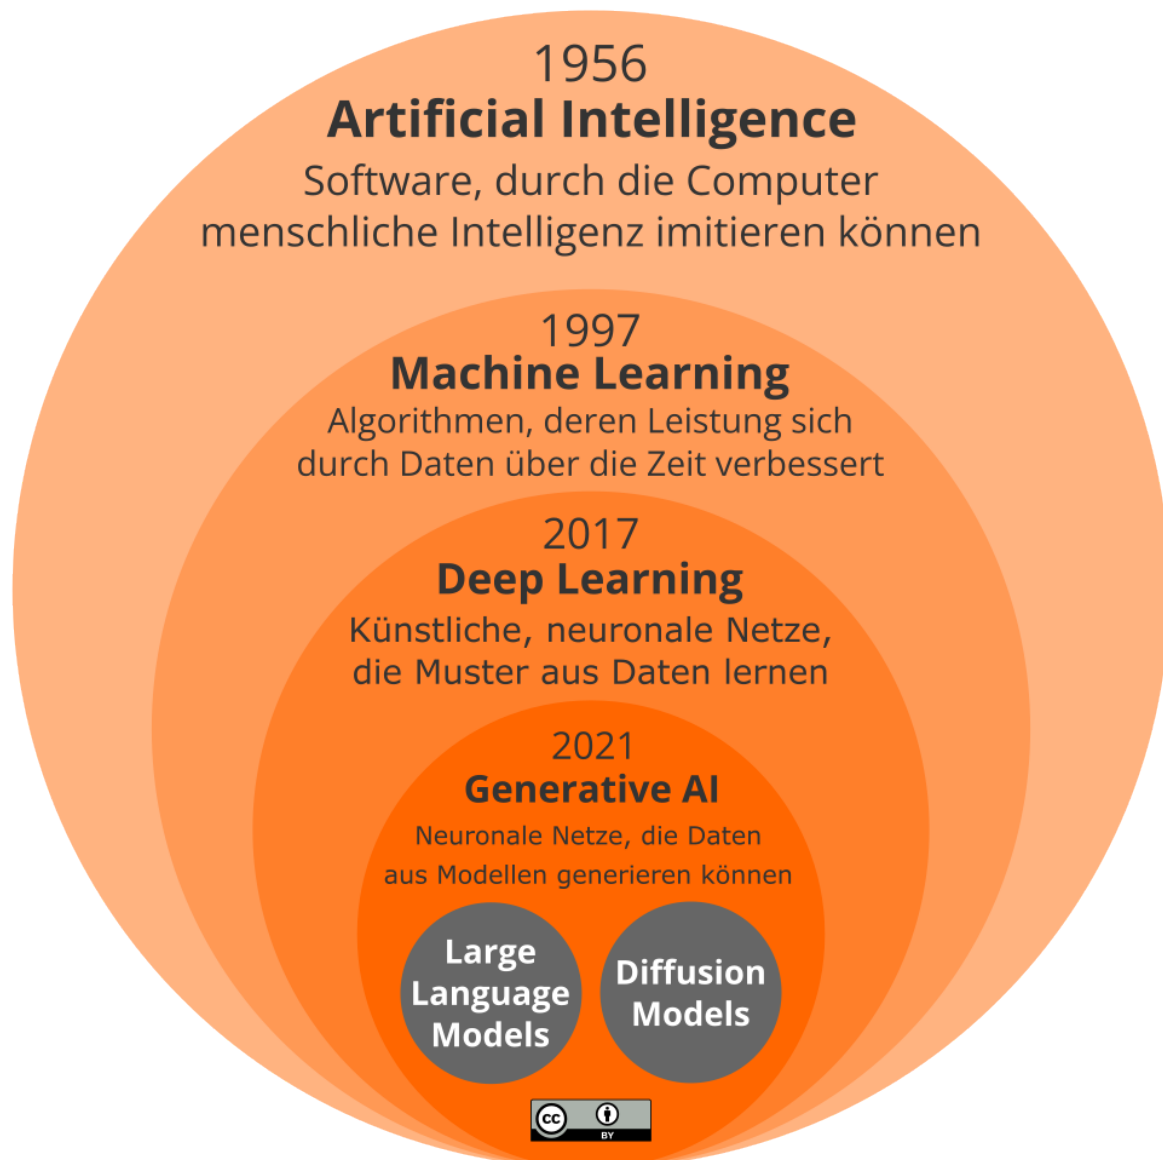 1956
Artificial Intelligence
Software, durch die Computer
menschliche Intelligenz imitieren können
1997
Machine Learning
Algorithmen, deren Leistung sich
durch Daten über die Zeit verbessert
2017
Deep Learning
Künstliche, neuronale Netze,
die Muster aus Daten lernen
2021
Generative AI
Neuronale Netze, die Daten
aus Modellen generieren können
Large
Language
Models
Diffusion
Models
cc
BY